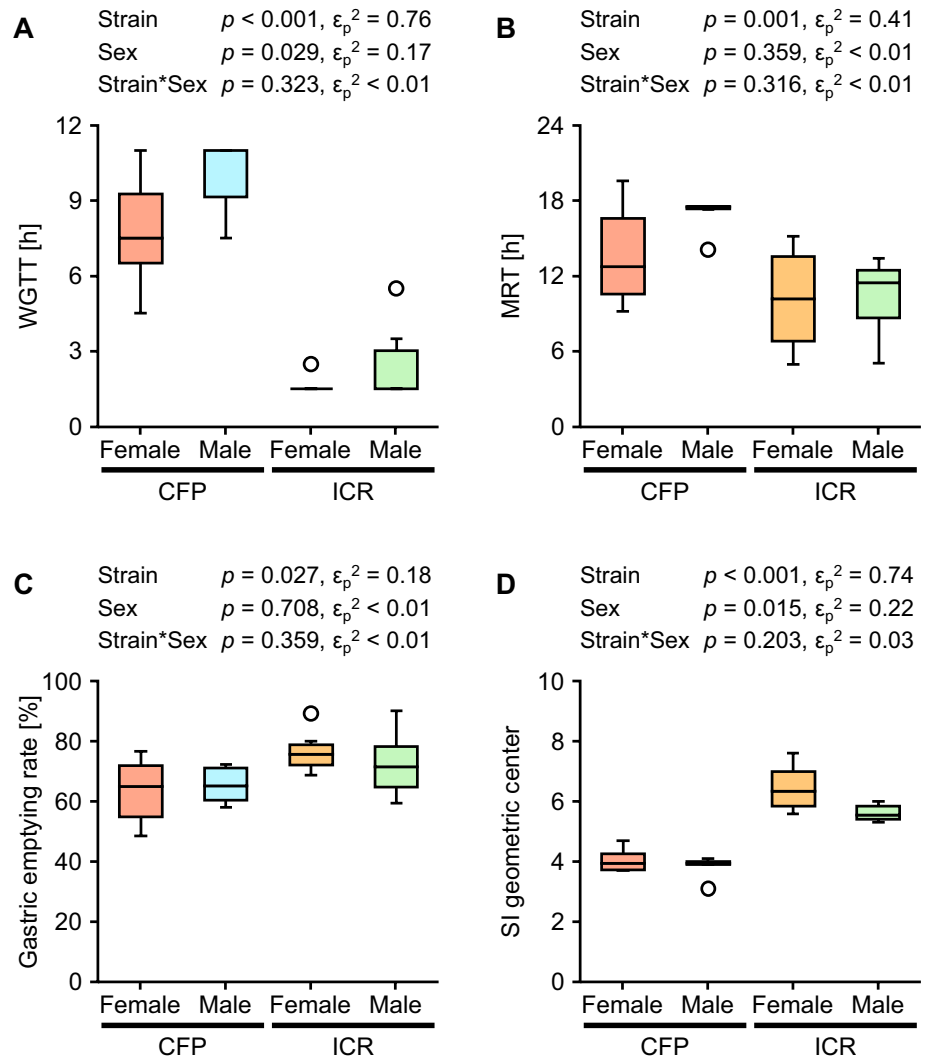 A
Strain p < 0.001, εp² = 0.76
Sex p = 0.029, εp² = 0.17
Strain*Sex p = 0.323, εp² < 0.01
WGTT [h]
12
9
6
3
0
Female Male Female Male
CFP ICR
B
Strain p = 0.001, εp² = 0.41
Sex p = 0.359, εp² < 0.01
Strain*Sex p = 0.316, εp² < 0.01
MRT [h]
24
18
12
6
0
Female Male Female Male
CFP ICR
C
Strain p = 0.027, εp² = 0.18
Sex p = 0.708, εp² < 0.01
Strain*Sex p = 0.359, εp² < 0.01
Gastric emptying rate [%]
100
80
60
40
20
0
Female Male Female Male
CFP ICR
D
Strain p < 0.001, εp² = 0.74
Sex p = 0.015, εp² = 0.22
Strain*Sex p = 0.203, εp² = 0.03
SI geometric center
10
8
6
4
2
0
Female Male Female Male
CFP ICR